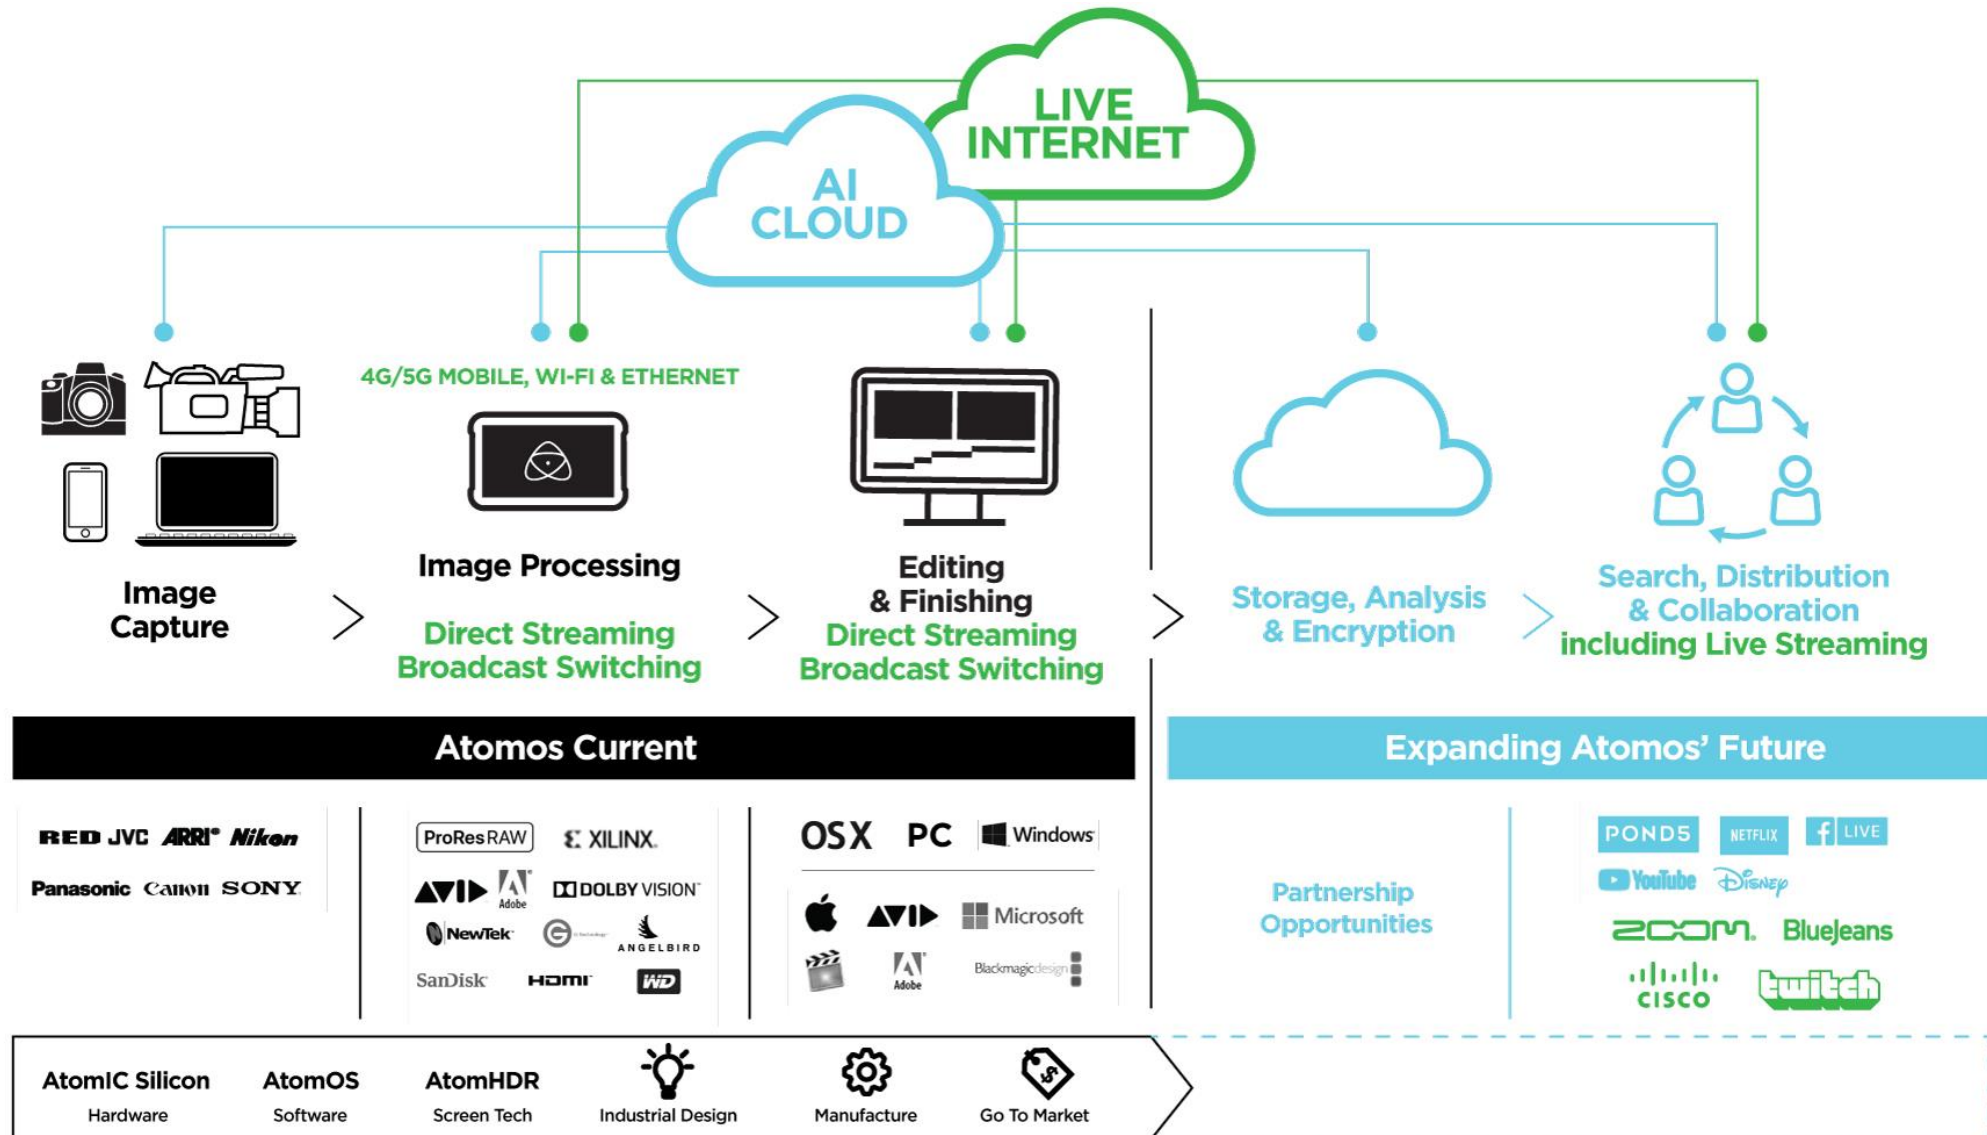 LIVE
INTERNET
AI
CLOUD
4G/5G MOBILE, WI-FI & ETHERNET
Image
Capture
Image Processing
Direct Streaming
Broadcast Switching
Editing
& Finishing
Direct Streaming
Broadcast Switching
Storage, Analysis
& Encryption
Search, Distribution
& Collaboration
including Live Streaming
Atomos Current
Expanding Atomos' Future
RED JVC ARRI® Nikon
Panasonic Canon SONY
ProRes RAW XILINX.
AVID Adobe DOLBY VISION™
NewTek™ G ANGELBIRD
SanDisk HDMI WD
OSX PC Windows
AVID Microsoft
Adobe Blackmagicdesign
Partnership
Opportunities
POND5 NETFLIX f LIVE
YouTube Disney
zoom. BlueJeans
CISCO twitch
AtomIC Silicon
Hardware
AtomOS
Software
AtomHDR
Screen Tech
Industrial Design
Manufacture
$
Go To Market